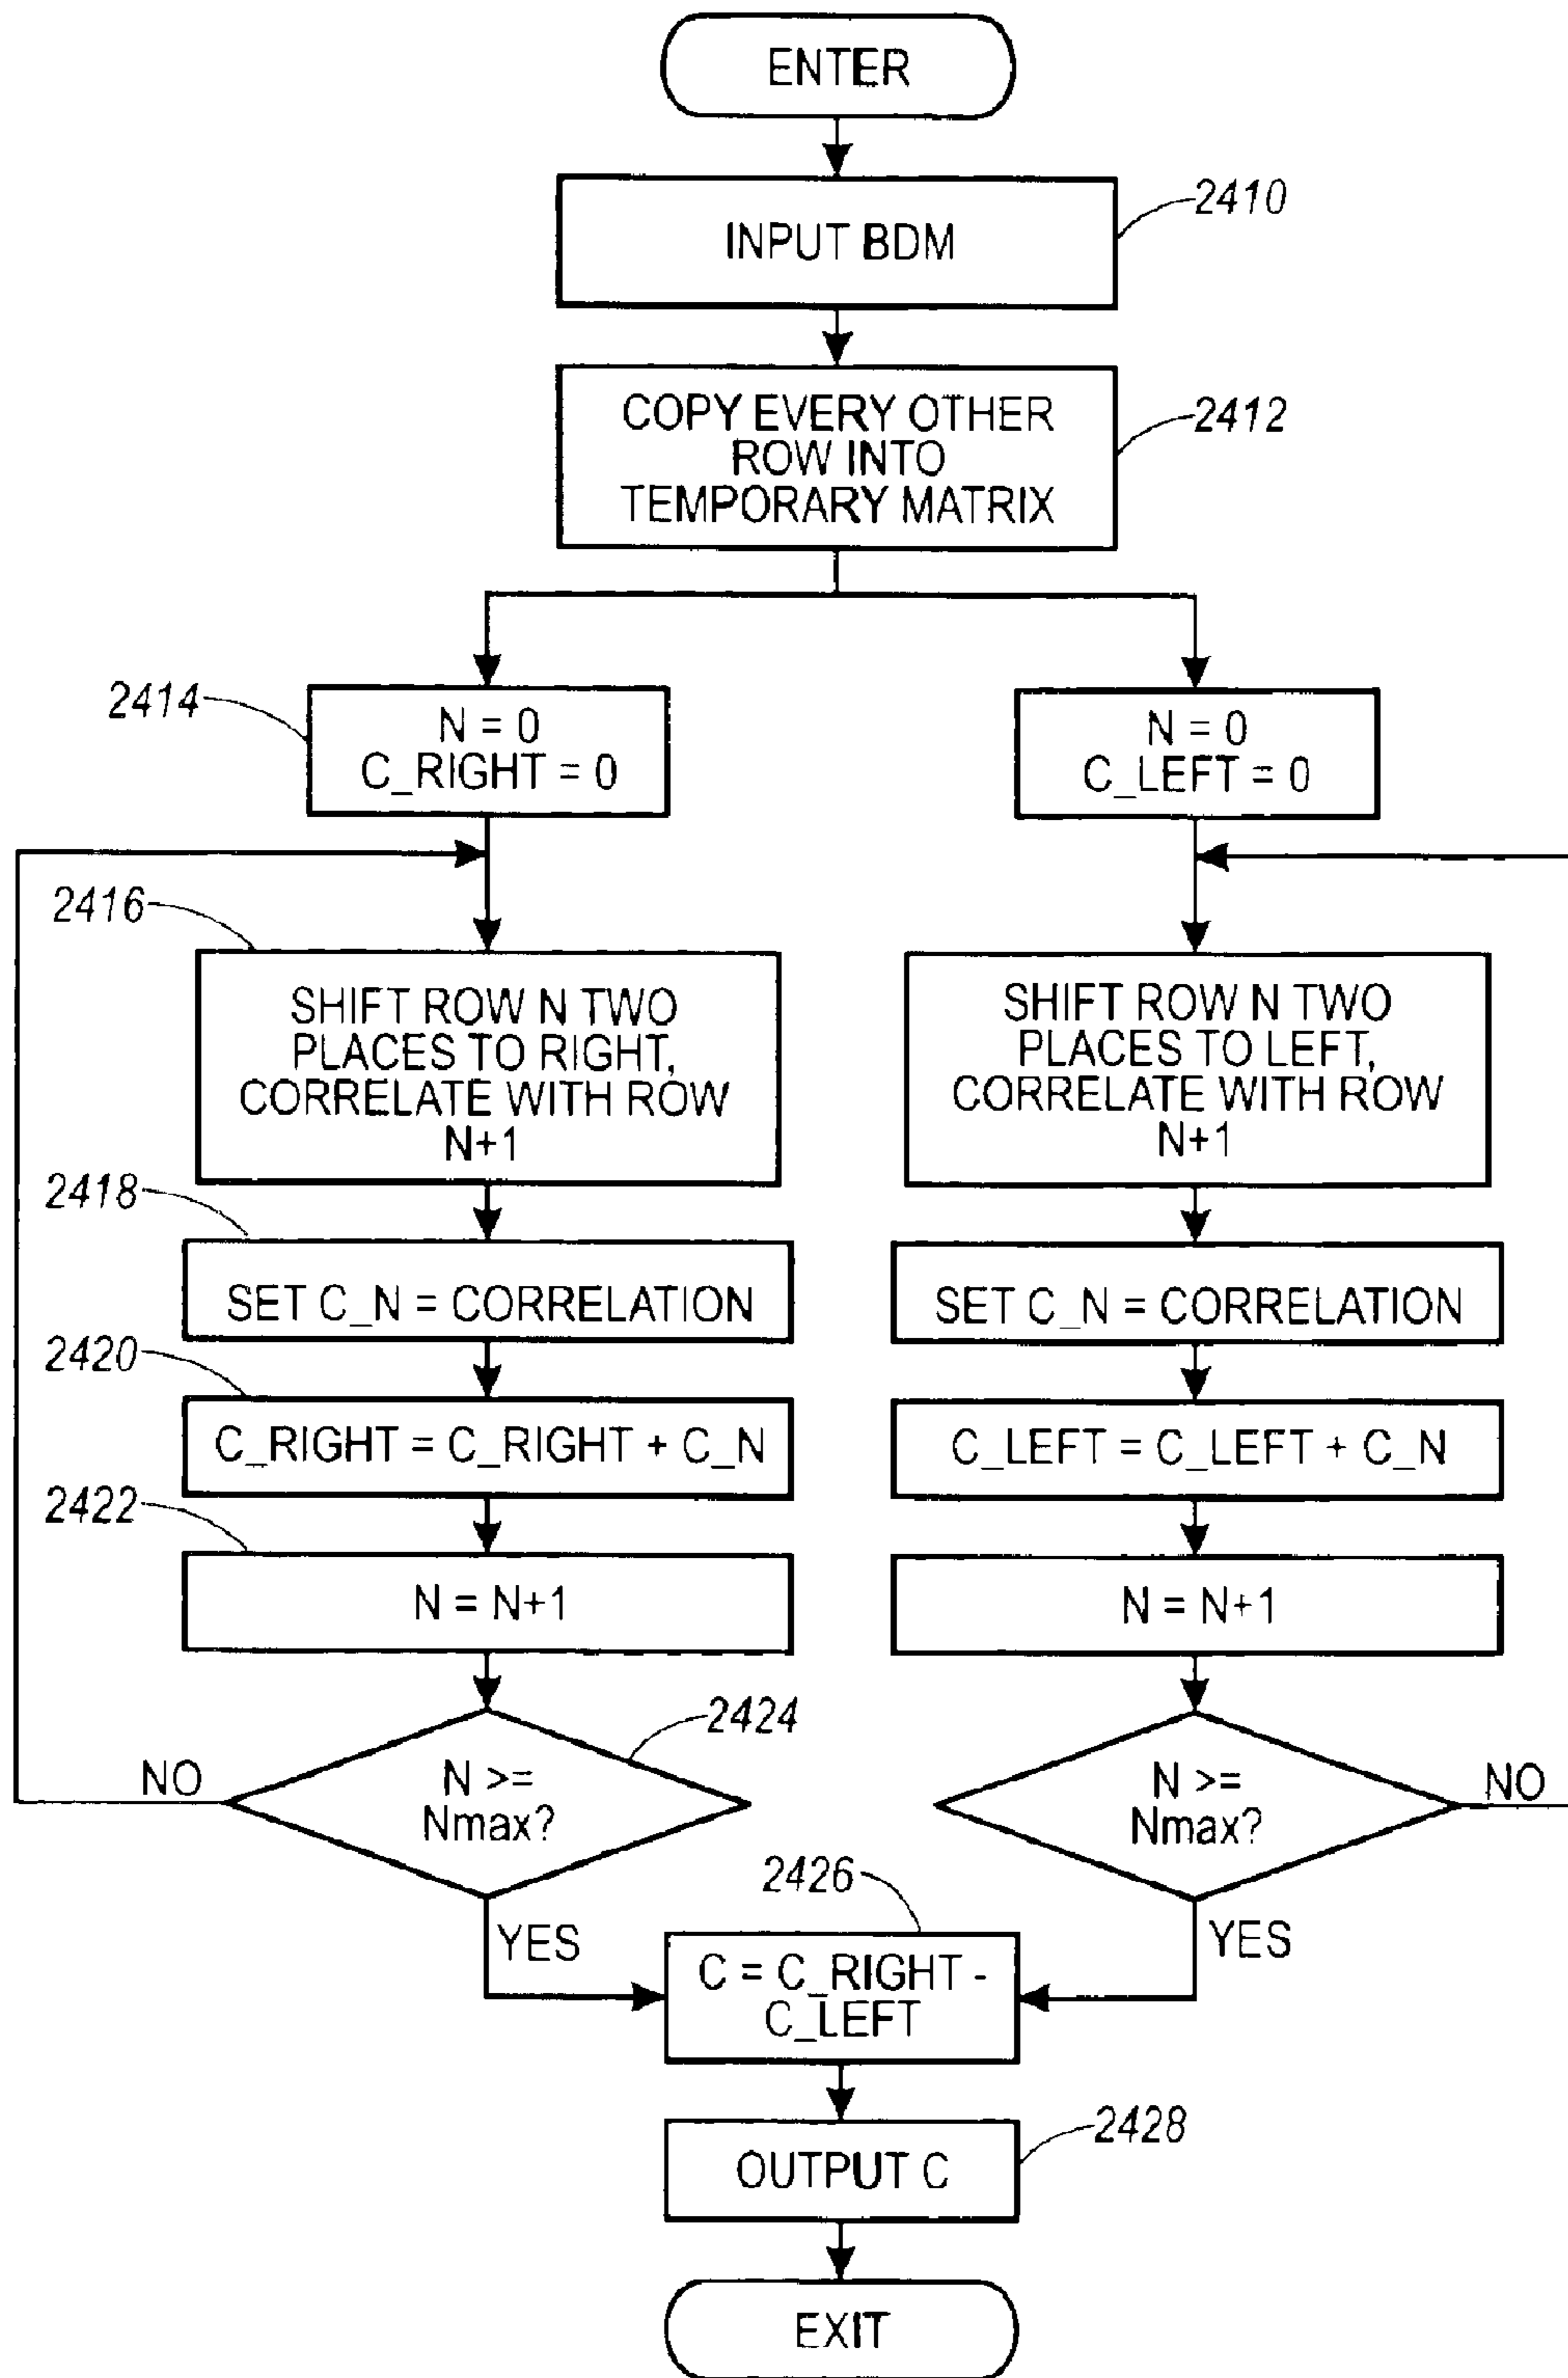 ENTER
INPUT BDM
2410
COPY EVERY OTHER
ROW INTO
TEMPORARY MATRIX
2412
2414
N = 0
C_RIGHT = 0
N = 0
C_LEFT = 0
2416
SHIFT ROW N TWO
PLACES TO RIGHT,
CORRELATE WITH ROW
N+1
SHIFT ROW N TWO
PLACES TO LEFT,
CORRELATE WITH ROW
N+1
2418
SET C_N = CORRELATION
SET C_N = CORRELATION
2420
C_RIGHT = C_RIGHT + C_N
C_LEFT = C_LEFT + C_N
2422
N = N+1
N = N+1
2424
NO
N >=
Nmax?
N >=
Nmax?
NO
2426
YES
YES
C = C_RIGHT -
C_LEFT
2428
OUTPUT C
EXIT